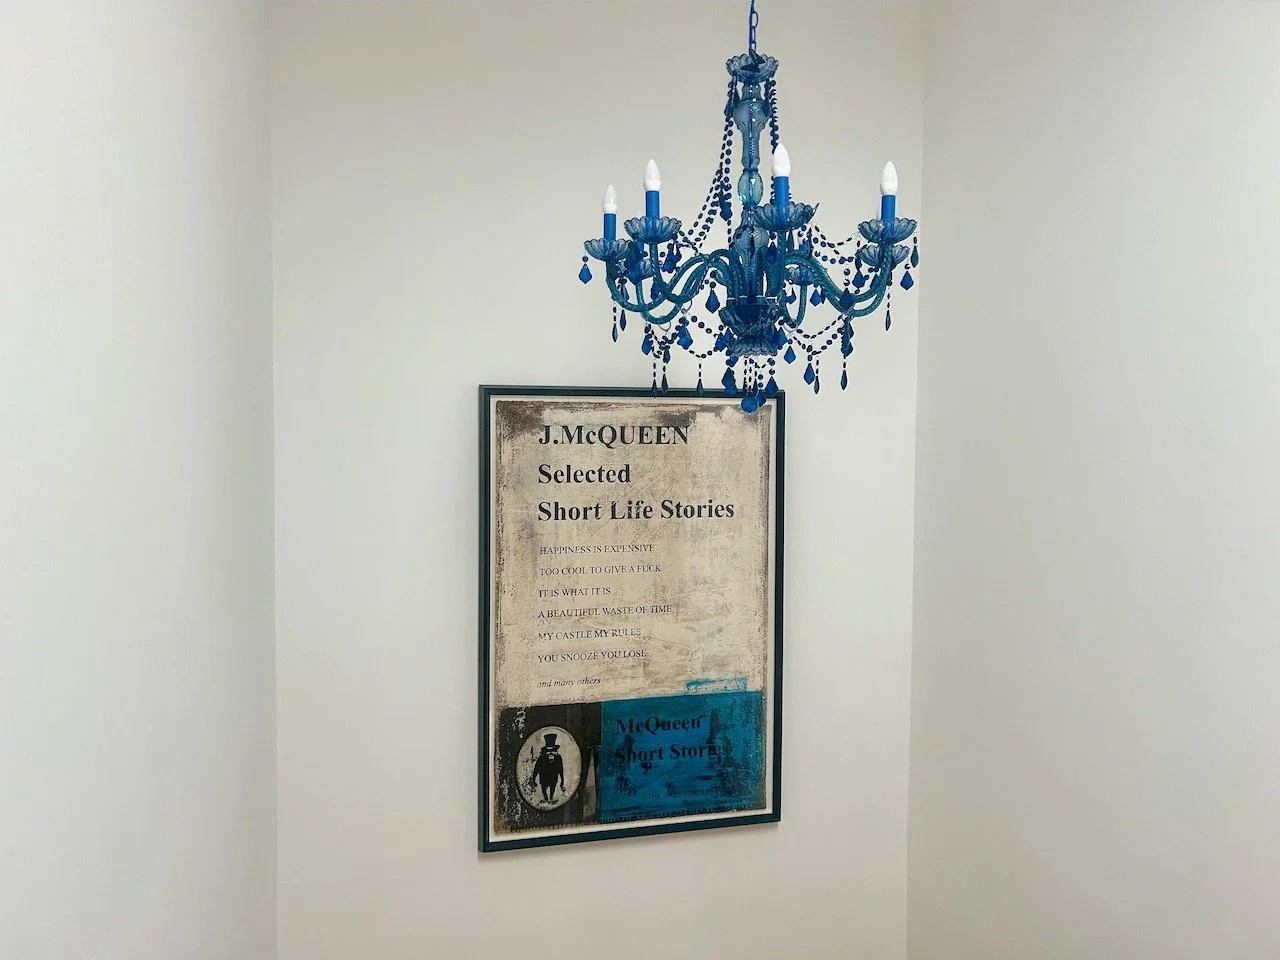 J.McQUEEN
Selected
Short Life Stories
HAPPINESS IS EXPENSIVE
TOO COOL TO GIVE A FUCK
IT IS WHAT IT IS
A BEAUTIFUL WASTE OF TIME
MY CASTLE MY RULES
YOU SNOOZE YOU LOSE
and many others
McQueen
Short Stories